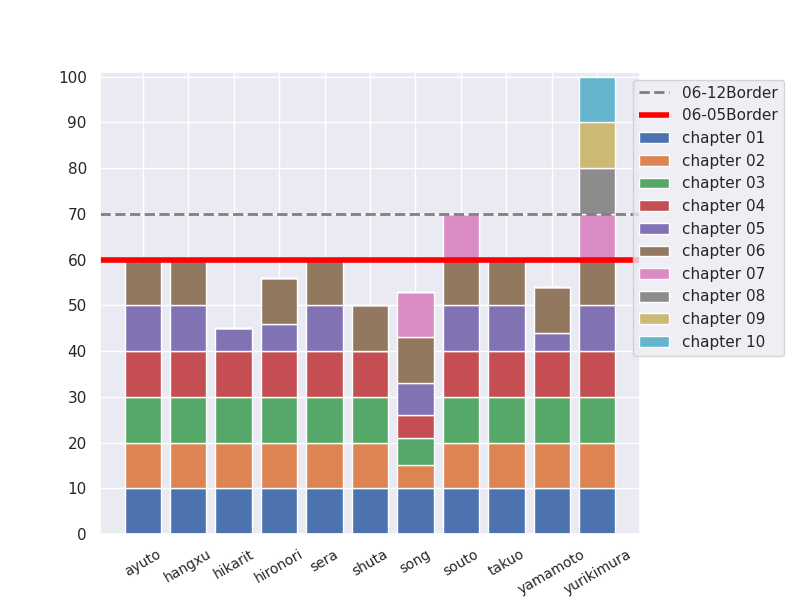 100
90
80
70
60
50
40
30
20
10
0
ayuto
hangxu
hikarit
hironori
sera
shuta
song
souto
takuo
yamamoto
yurikimura
06-12Border
06-05Border
chapter 01
chapter 02
chapter 03
chapter 04
chapter 05
chapter 06
chapter 07
chapter 08
chapter 09
chapter 10